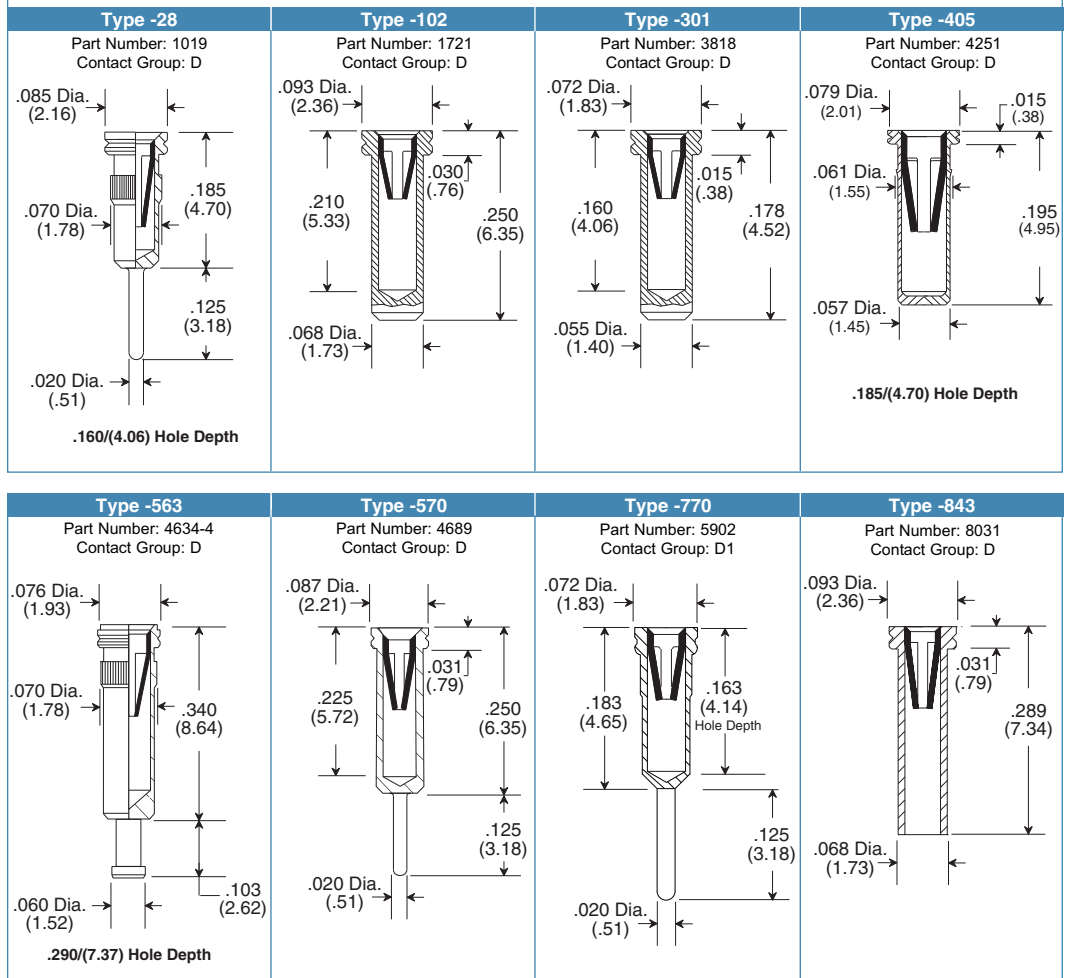 Type -28
Part Number: 1019
Contact Group: D
.085 Dia.
(2.16)
.185
(4.70)
.070 Dia.
(1.78)
.125
(3.18)
.020 Dia.
(.51)
.160/(4.06) Hole Depth
Type -102
Part Number: 1721
Contact Group: D
.093 Dia.
(2.36)
.030
(.76)
.210
(5.33)
.250
(6.35)
.068 Dia.
(1.73)
Type -301
Part Number: 3818
Contact Group: D
.072 Dia.
(1.83)
.015
(.38)
.160
(4.06)
.178
(4.52)
.055 Dia.
(1.40)
Type -405
Part Number: 4251
Contact Group: D
.079 Dia.
(2.01)
.015
(.38)
.061 Dia.
(1.55)
.195
(4.95)
.057 Dia.
(1.45)
.185/(4.70) Hole Depth
Type -563
Part Number: 4634-4
Contact Group: D
.076 Dia.
(1.93)
.070 Dia.
(1.78)
.340
(8.64)
.103
(2.62)
.060 Dia.
(1.52)
.290/(7.37) Hole Depth
Type -570
Part Number: 4689
Contact Group: D
.087 Dia.
(2.21)
.031
(.79)
.225
(5.72)
.250
(6.35)
.125
(3.18)
.020 Dia.
(.51)
Type -770
Part Number: 5902
Contact Group: D1
.072 Dia.
(1.83)
.183
(4.65)
.163
(4.14)
Hole Depth
.125
(3.18)
.020 Dia.
(.51)
Type -843
Part Number: 8031
Contact Group: D
.093 Dia.
(2.36)
.031
(.79)
.289
(7.34)
.068 Dia.
(1.73)